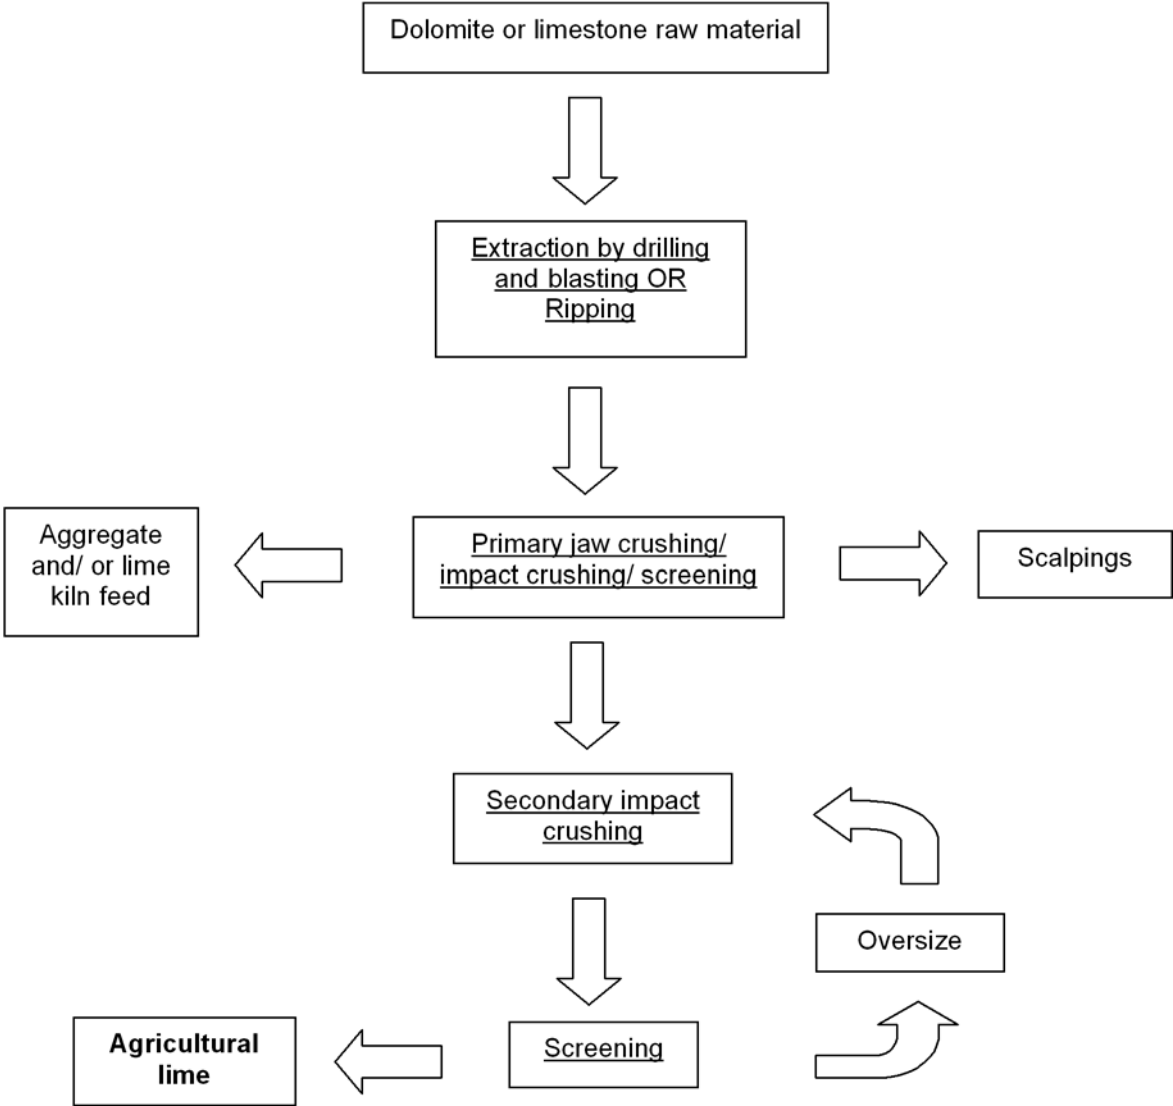 Dolomite or limestone raw material
Extraction by drilling
and blasting OR
Ripping
Aggregate
and/ or lime
kiln feed
Primary jaw crushing/
impact crushing/ screening
Scalpings
Secondary impact
crushing
Oversize
Agricultural
lime
Screening